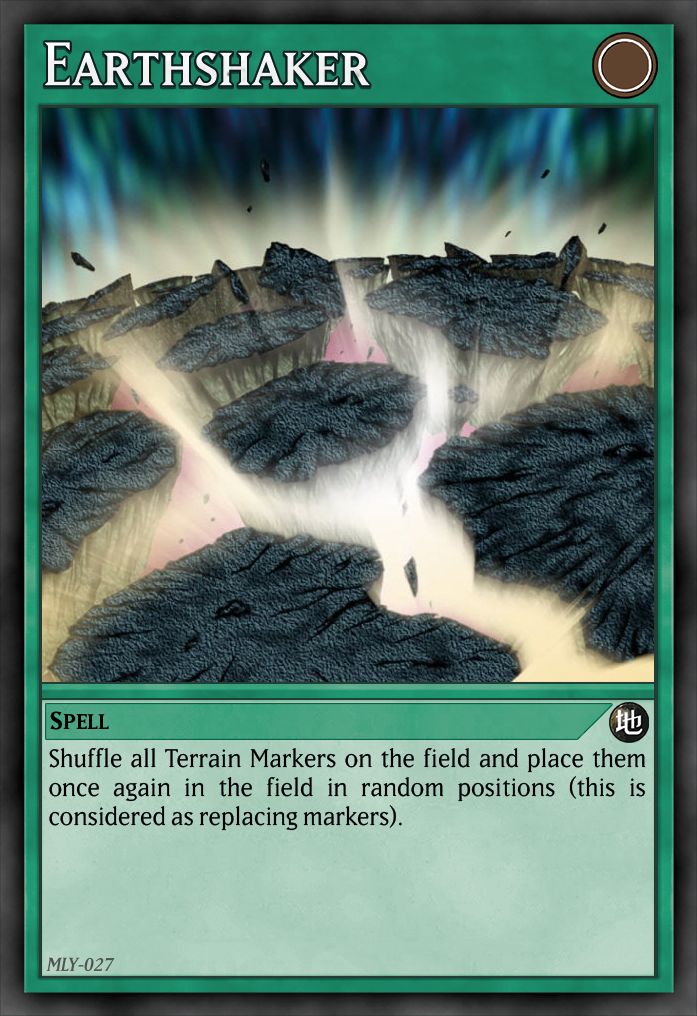 Earthshaker
Spell
Shuffle all Terrain Markers on the field and place them
once again in the field in random positions (this is
considered as replacing markers).
MLY-027